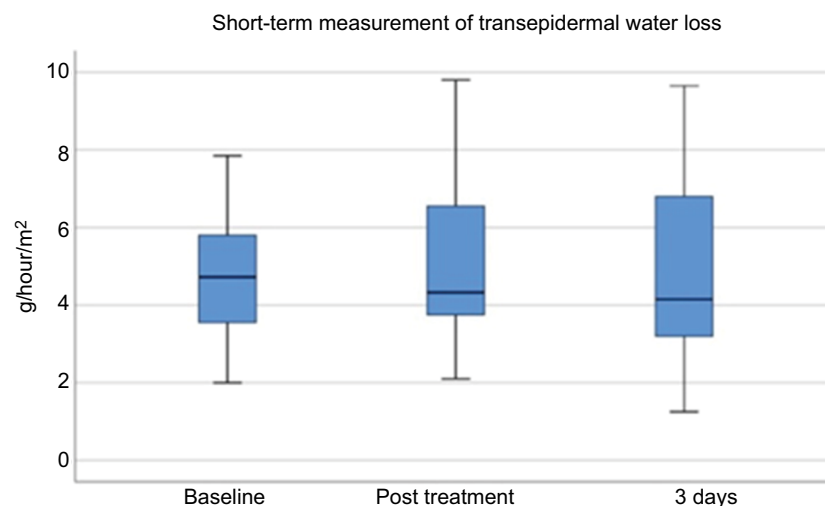 Short-term measurement of transepidermal water loss
10
8
6
4
2
0
g/hour/m²
Baseline
Post treatment
3 days